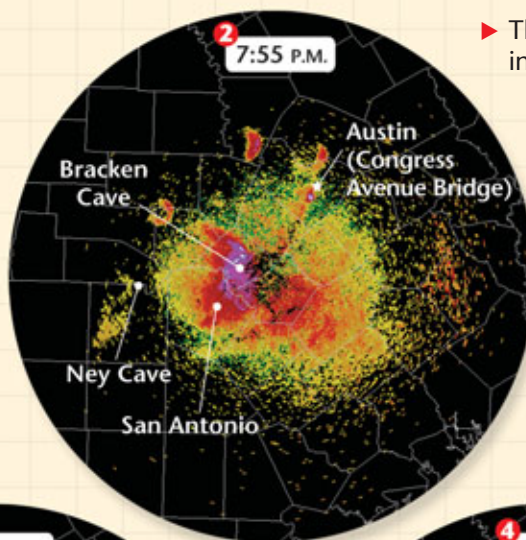 2
7:55 P.M.
Bracken
Cave
Austin
(Congress
Avenue Bridge)
Ney Cave
San Antonio
4